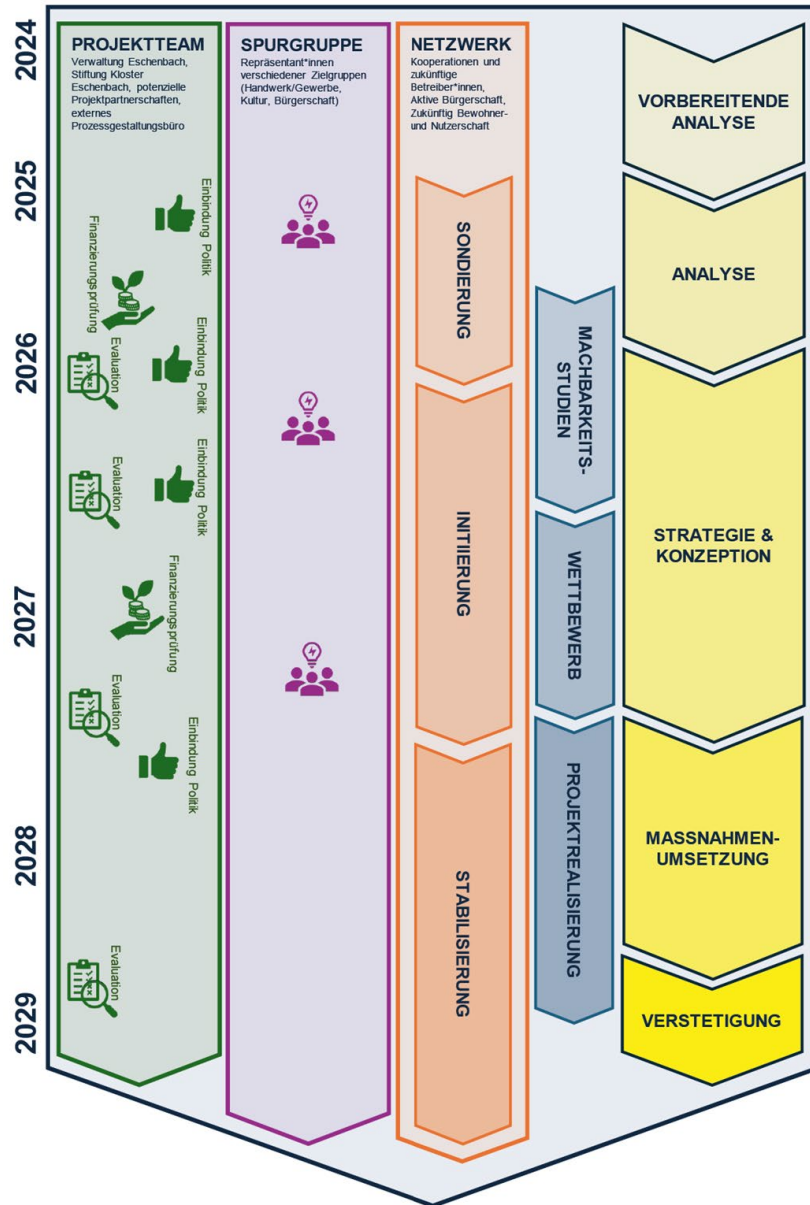 2024
2025
2026
2027
2028
2029
PROJEKTTEAM
Verwaltung Eschenbach,
Stiftung Kloster
Eschenbach, potenzielle
Projektpartnerschaften,
externes
Prozessgestaltungsbüro
Einbindung Politik
Finanzierungsprüfung
Einbindung Politik
Evaluation
Einbindung Politik
Evaluation
Finanzierungsprüfung
Evaluation
Einbindung Politik
Evaluation
SPURGRUPPE
Repräsentant*innen
verschiedener Zielgruppen
(Handwerk/Gewerbe,
Kultur, Bürgerschaft)
NETZWERK
Kooperationen und
zukünftige
Betreiber*innen,
Aktive Bürgerschaft,
Zukünftig Bewohner-
und Nutzerschaft
SONDIERUNG
INITIIERUNG
STABILISIERUNG
MACHBARKEITS-
STUDIEN
WETTBEWERB
PROJEKTREALISIERUNG
VORBEREITENDE
ANALYSE
ANALYSE
STRATEGIE &
KONZEPTION
MASSNAHMEN-
UMSETZUNG
VERSTETIGUNG